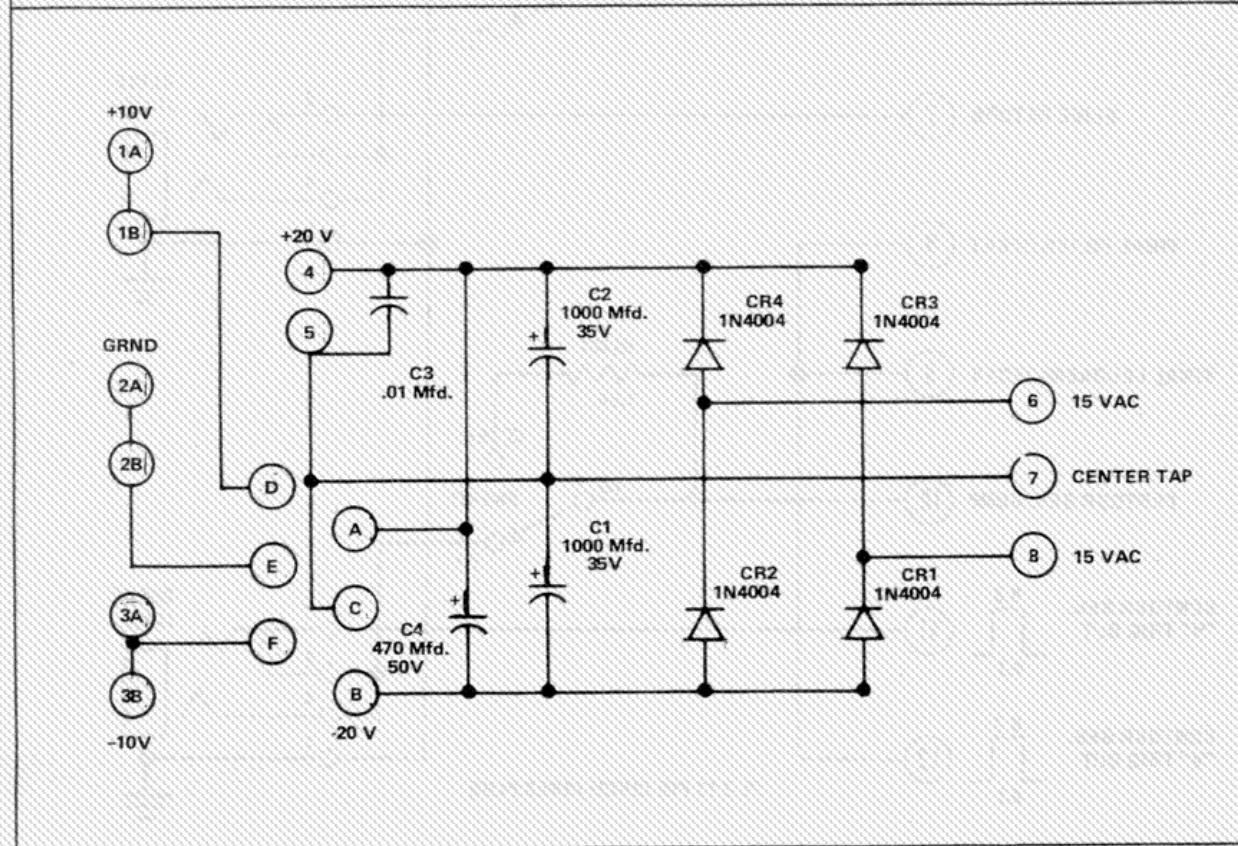 +10V
1A
1B
+20 V
4
5
C2
1000 Mfd.
35V
CR4
1N4004
CR3
1N4004
GRND
2A
2B
C3
.01 Mfd.
6
15 VAC
7
CENTER TAP
D
A
C1
1000 Mfd.
35V
8
15 VAC
E
CR2
1N4004
CR1
1N4004
3A
C
F
C4
470 Mfd.
50V
3B
-10V
B
-20 V